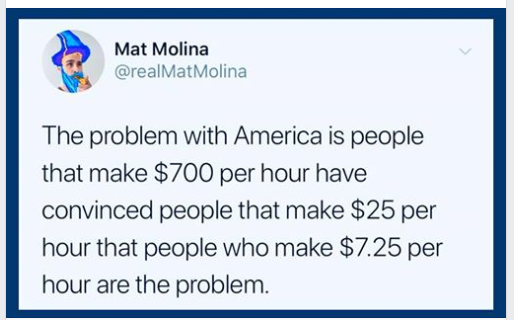 Mat Molina
@realMatMolina
The problem with America is people
that make $700 per hour have
convinced people that make $25 per
hour that people who make $7.25 per
hour are the problem.